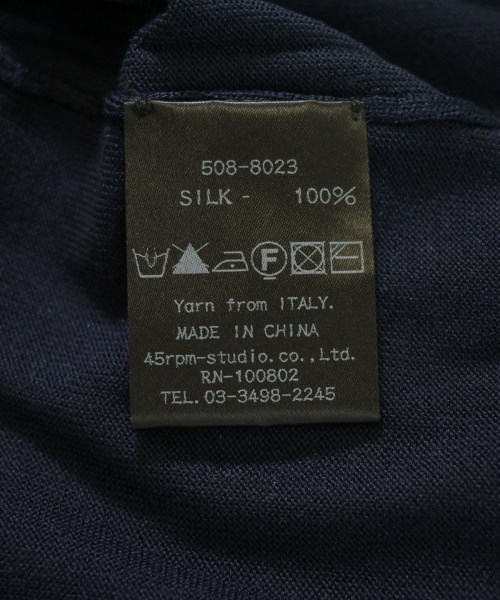 508-8023
SILK - 100%
F
Yarn from ITALY.
MADE IN CHINA
45rpm-studio.co.,Ltd.
RN-100802
TEL. 03-3498-2245